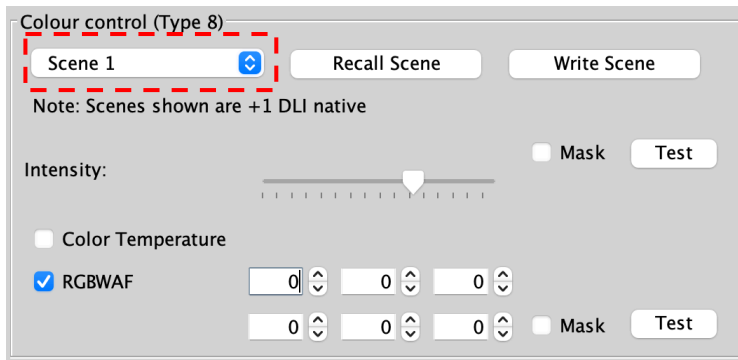 Colour control (Type 8)
Scene 1 Recall Scene Write Scene
Note: Scenes shown are +1 DLI native
Intensity: Mask Test
Color Temperature
RGBWAF 0 0 0
0 0 0 Mask Test